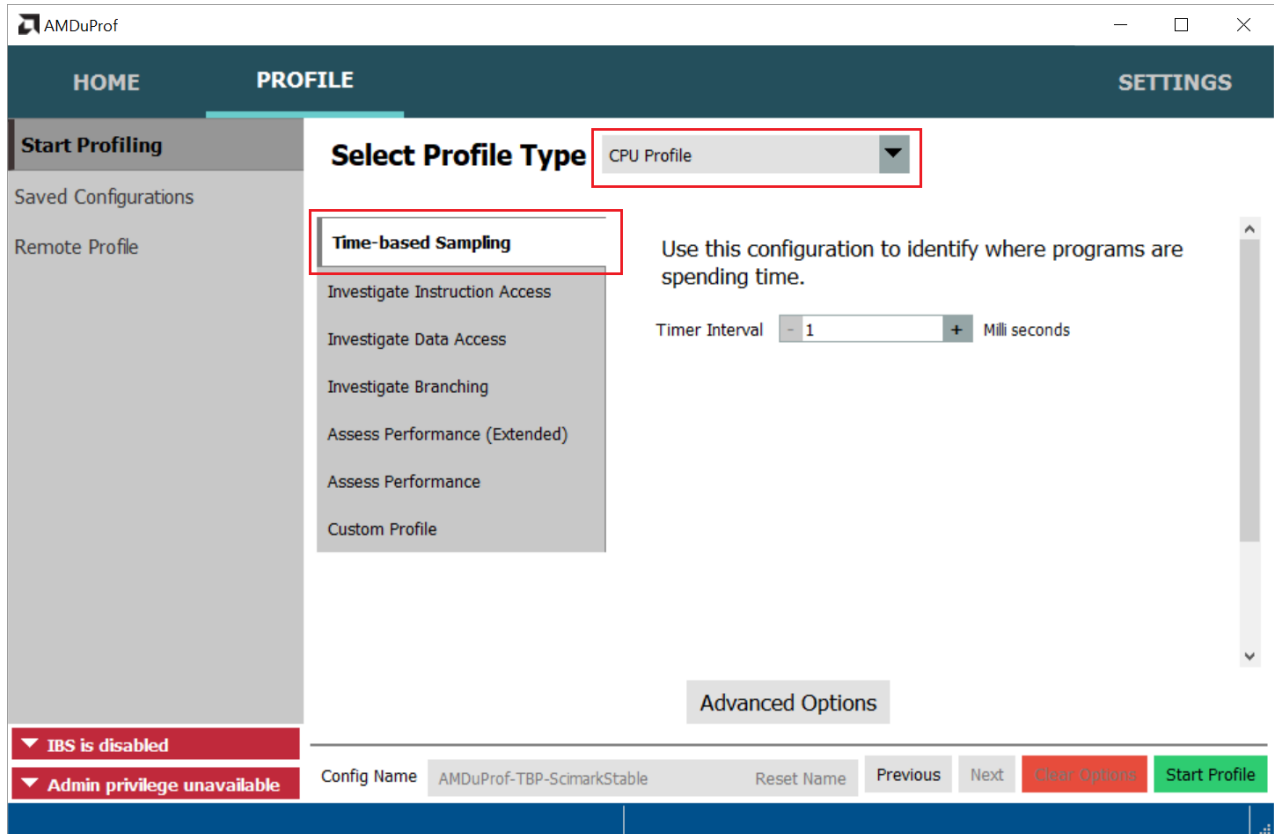 AMDuProf
HOME
PROFILE
SETTINGS
Start Profiling
Saved Configurations
Remote Profile
Select Profile Type
CPU Profile
Time-based Sampling
Investigate Instruction Access
Investigate Data Access
Investigate Branching
Assess Performance (Extended)
Assess Performance
Custom Profile
Use this configuration to identify where programs are
spending time.
Timer Interval - 1 + Milli seconds
Advanced Options
IBS is disabled
Admin privilege unavailable
Config Name AMDuProf-TBP-ScimarkStable Reset Name Previous Next Clear Options Start Profile